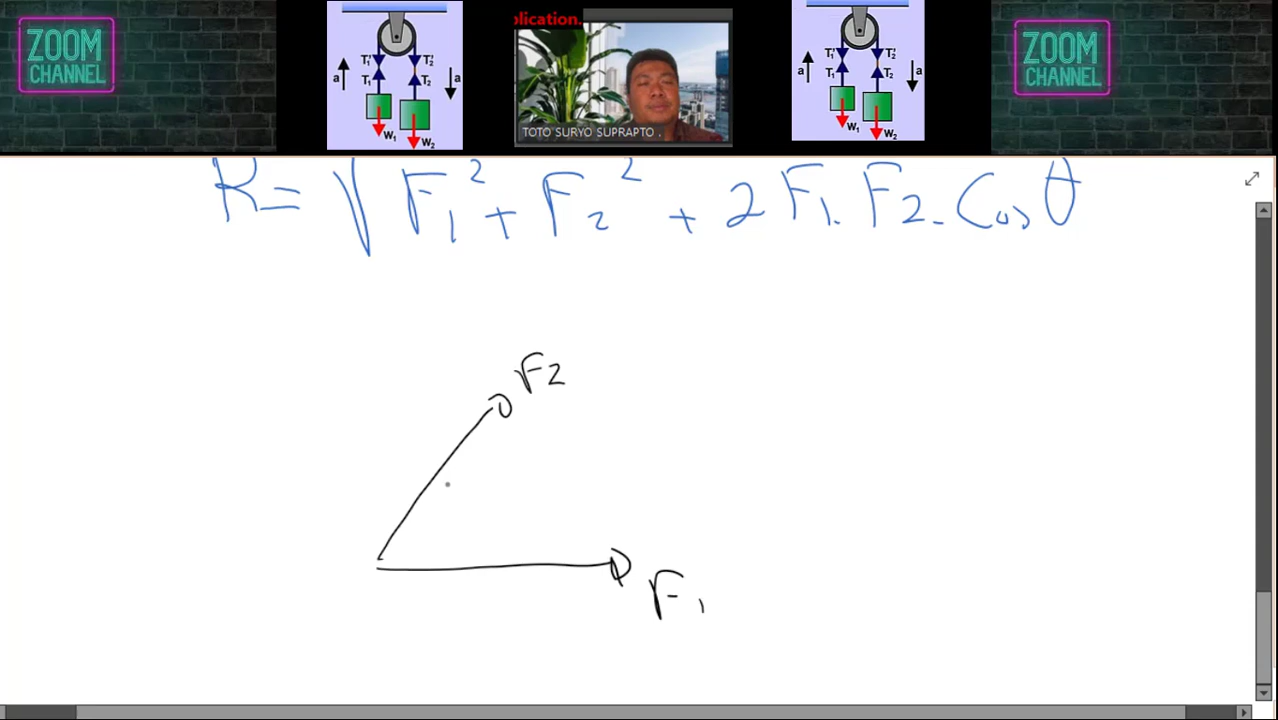 ZOOM
CHANNEL
T₁'
T₂'
a
T₁
T₂
a
W₁
W₂
plication.
TOTO SURYO SUPRAPTO .
T₁'
T₂'
a
T₁
T₂
a
W₁
W₂
ZOOM
CHANNEL
R = √F₁² + F₂² + 2 F₁. F₂. Cos θ
F2
F₁